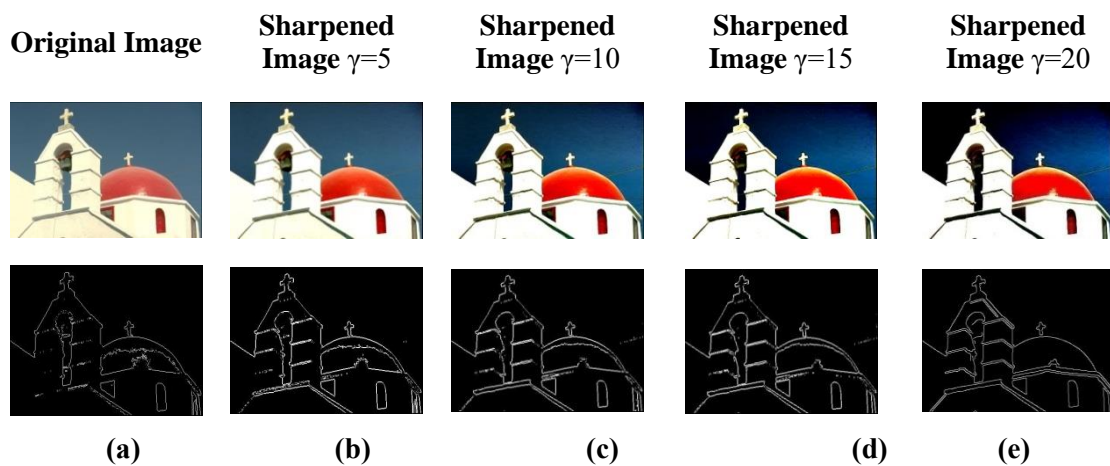 Original Image
Sharpened
Image γ=5
Sharpened
Image γ=10
Sharpened
Image γ=15
Sharpened
Image γ=20
(a)
(b)
(c)
(d)
(e)